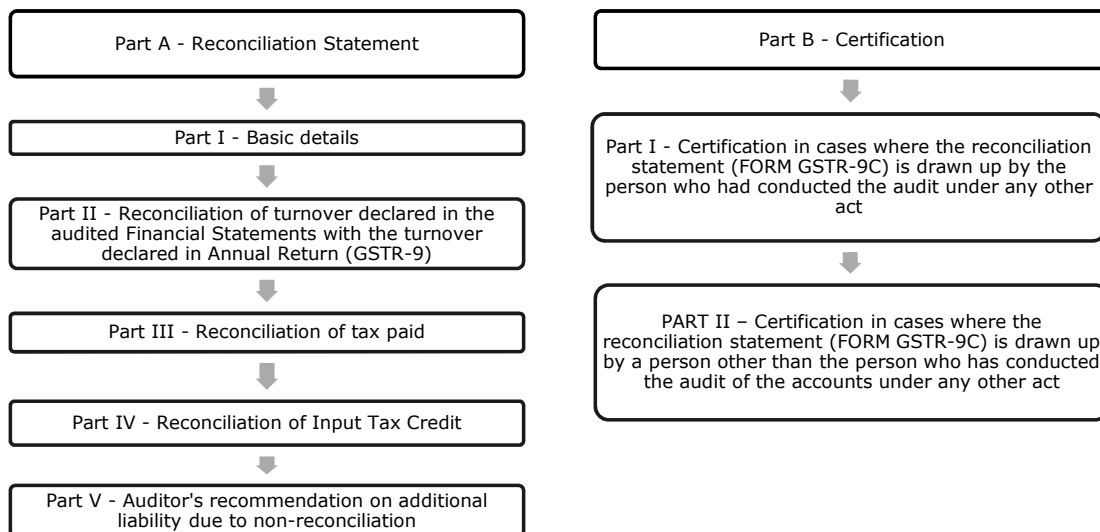 Part A - Reconciliation Statement
Part I - Basic details
Part II - Reconciliation of turnover declared in the
audited Financial Statements with the turnover
declared in Annual Return (GSTR-9)
Part III - Reconciliation of tax paid
Part IV - Reconciliation of Input Tax Credit
Part V - Auditor's recommendation on additional
liability due to non-reconciliation
Part B - Certification
Part I - Certification in cases where the reconciliation
statement (FORM GSTR-9C) is drawn up by the
person who had conducted the audit under any other
act
PART II – Certification in cases where the
reconciliation statement (FORM GSTR-9C) is drawn up
by a person other than the person who has conducted
the audit of the accounts under any other act